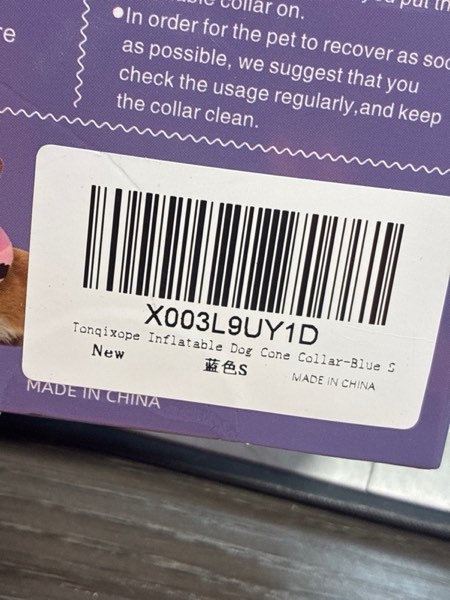 collar on.
put
re
●In order for the pet to recover as
as possible, we suggest that you
check the usage regularly,and keep
the collar clean.
X003L9UY1D
Tonqixope Inflatable Dog Cone Collar-Blue S
New
蓝色S
MADE IN CHINA
MADE IN CHINA